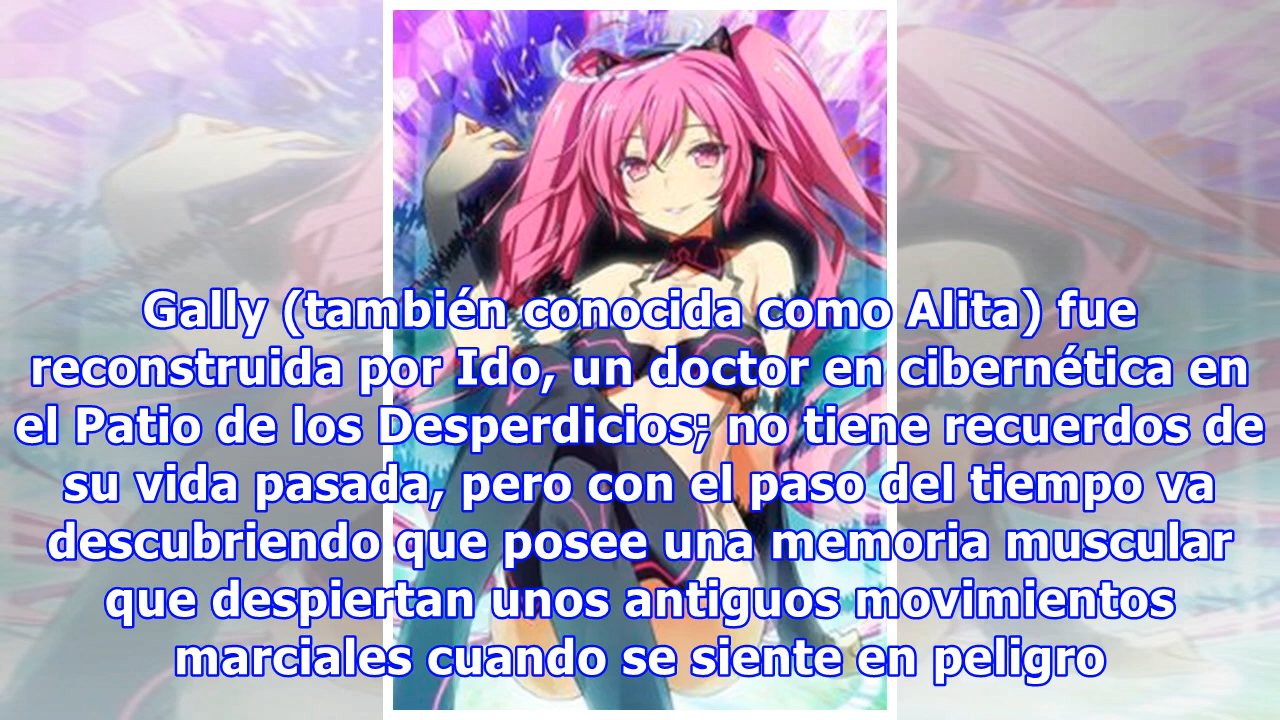 Gally (también conocida como Alita) fue
reconstruida por Ido, un doctor en cibernética en
el Patio de los Desperdicios; no tiene recuerdos de
su vida pasada, pero con el paso del tiempo va
descubriendo que posee una memoria muscular
que despiertan unos antiguos movimientos
marciales cuando se siente en peligro